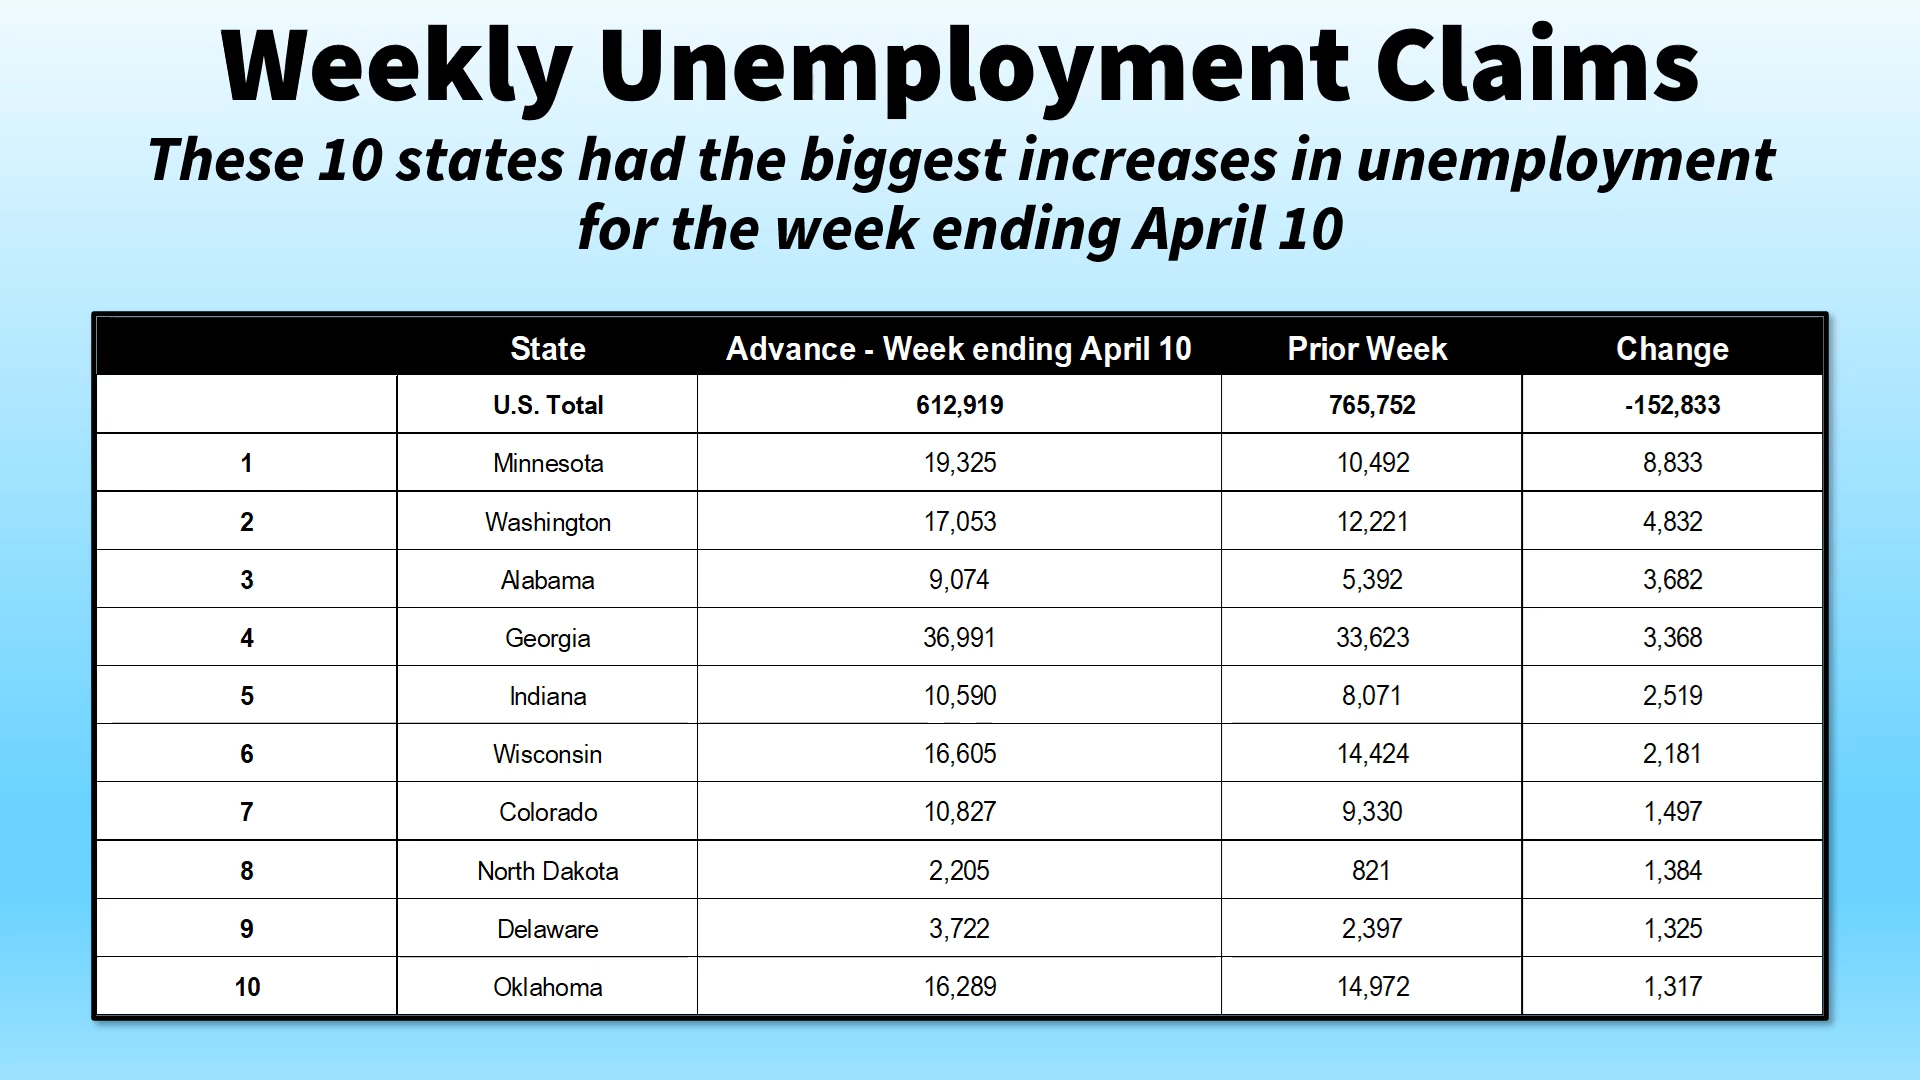 Weekly Unemployment Claims
These 10 states had the biggest increases in unemployment
for the week ending April 10
State Advance - Week ending April 10 Prior Week Change
U.S. Total 612,919 765,752 -152,833
1 Minnesota 19,325 10,492 8,833
2 Washington 17,053 12,221 4,832
3 Alabama 9,074 5,392 3,682
4 Georgia 36,991 33,623 3,368
5 Indiana 10,590 8,071 2,519
6 Wisconsin 16,605 14,424 2,181
7 Colorado 10,827 9,330 1,497
8 North Dakota 2,205 821 1,384
9 Delaware 3,722 2,397 1,325
10 Oklahoma 16,289 14,972 1,317